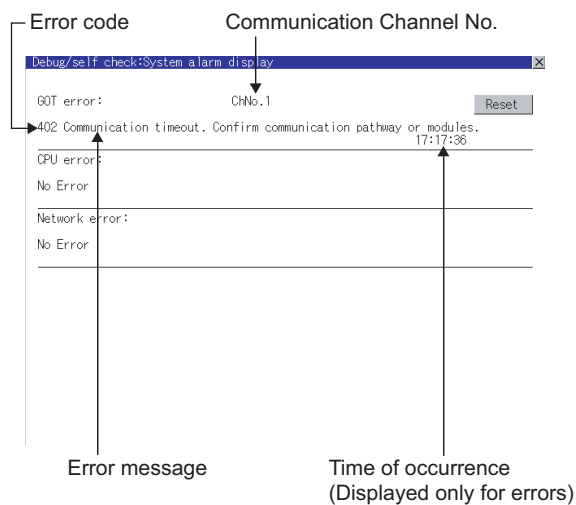 Error code
Communication Channel No.
Debug/self check:System alarm display
GOT error:
ChNo.1
Reset
402 Communication timeout. Confirm communication pathway or modules.
17:17:36
CPU error:
No Error
Network error:
No Error
Error message
Time of occurrence
(Displayed only for errors)